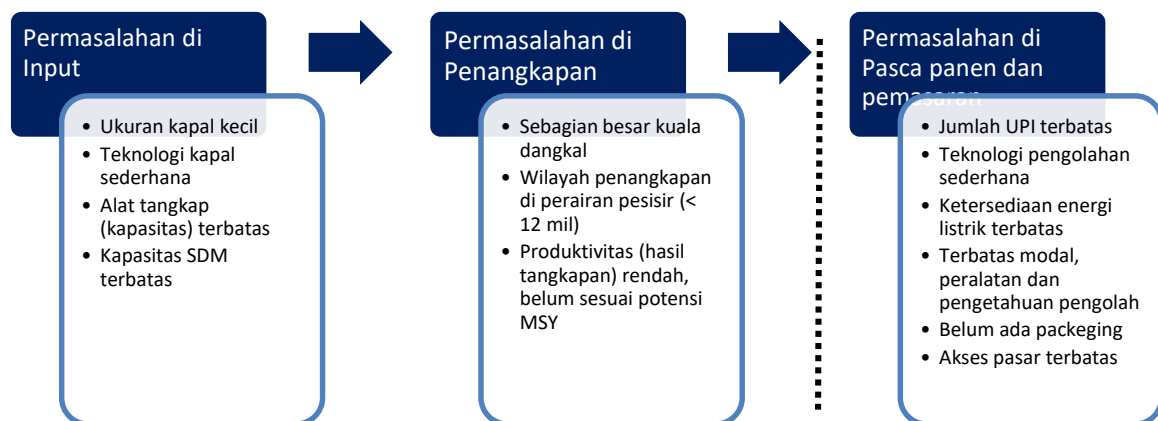 Permasalahan di
Input
• Ukuran kapal kecil
• Teknologi kapal
sederhana
• Alat tangkap
(kapasitas) terbatas
• Kapasitas SDM
terbatas
Permasalahan di
Penangkapan
• Sebagian besar kuala
dangkal
• Wilayah penangkapan
di perairan pesisir (<
12 mil)
• Produktivitas (hasil
tangkapan) rendah,
belum sesuai potensi
MSY
Permasalahan di
Pasca panen dan
pemasaran
• Jumlah UPI terbatas
• Teknologi pengolahan
sederhana
• Ketersediaan energi
listrik terbatas
• Terbatas modal,
peralatan dan
pengetahuan pengolah
• Belum ada packeging
• Akses pasar terbatas